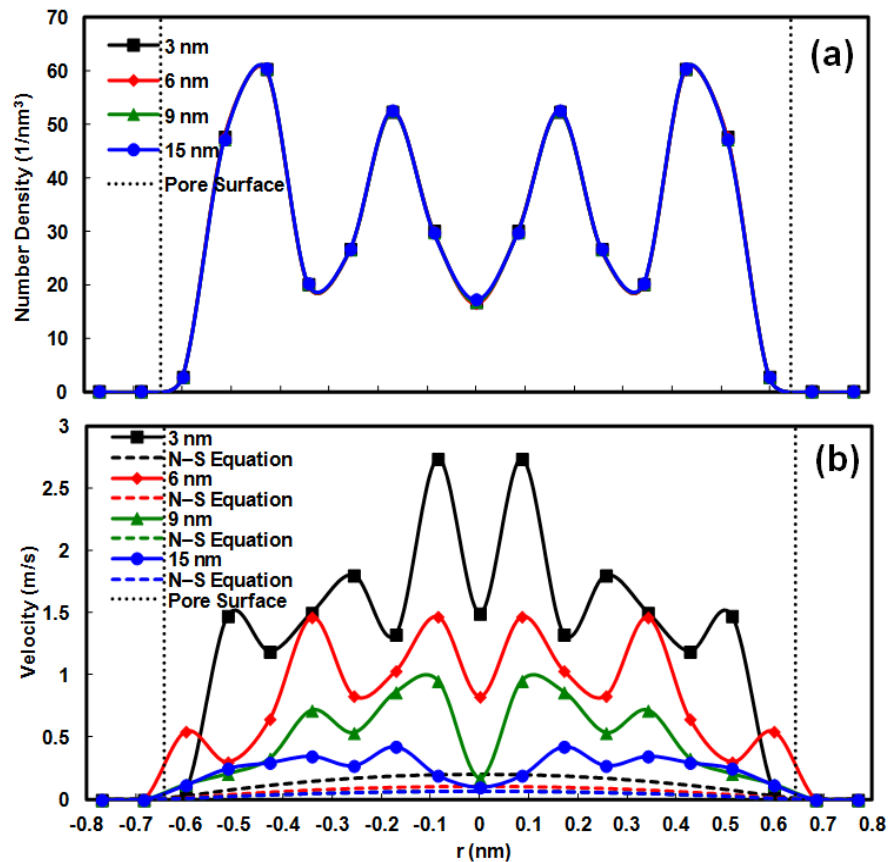 70
60
50
40
30
20
10
0
Number Density (1/nm³)
3 nm
6 nm
9 nm
15 nm
Pore Surface
(a)
3
2.5
2
1.5
1
0.5
0
Velocity (m/s)
3 nm
N–S Equation
6 nm
N–S Equation
9 nm
N–S Equation
15 nm
N–S Equation
Pore Surface
(b)
-0.8 -0.7 -0.6 -0.5 -0.4 -0.3 -0.2 -0.1 0 0.1 0.2 0.3 0.4 0.5 0.6 0.7 0.8
r (nm)